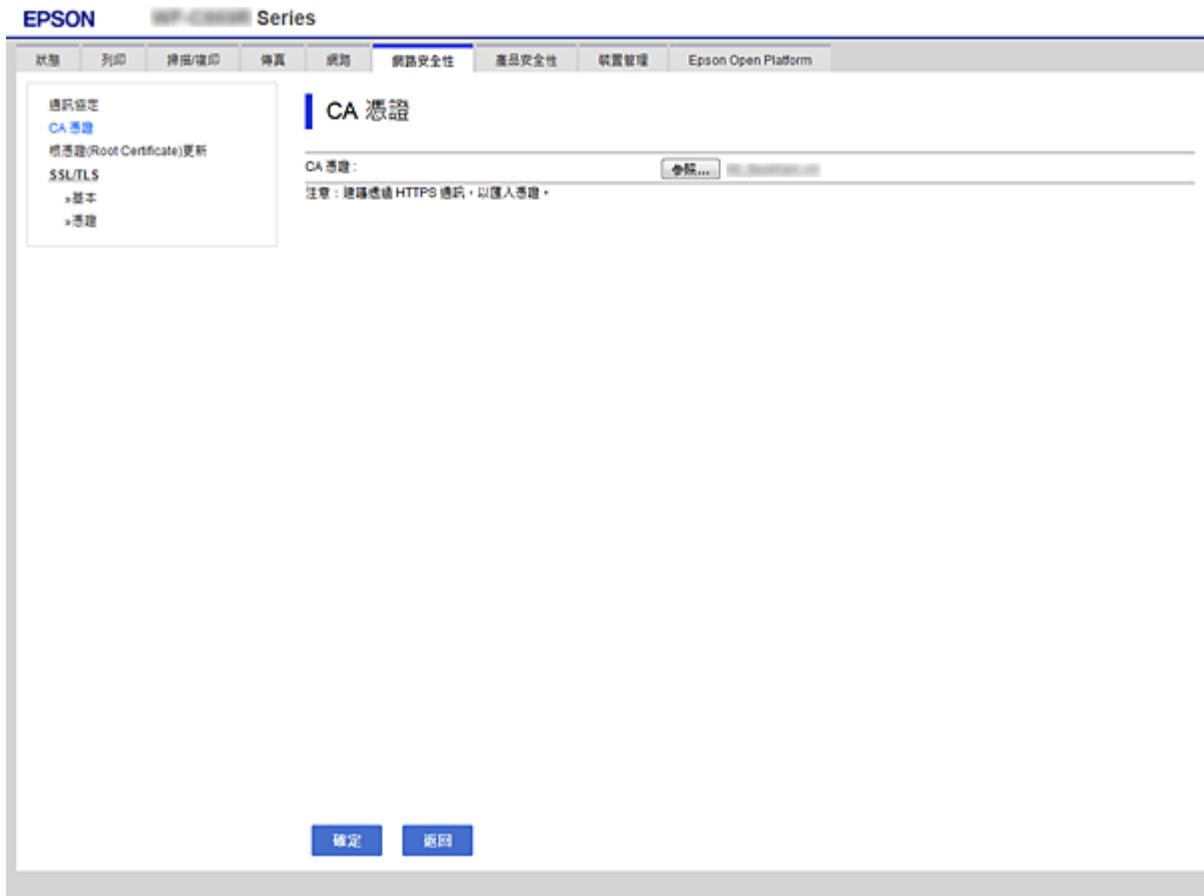 EPSON Series
狀態 列印 掃描/複印 傳真 網路 網路安全性 產品安全性 裝置管理 Epson Open Platform
通訊協定
CA 憑證
根憑證(Root Certificate)更新
SSL/TLS
»基本
»憑證
CA 憑證
CA 憑證 : 參照...
注意：建議透過 HTTPS 通訊，以匯入憑證。
確定 返回